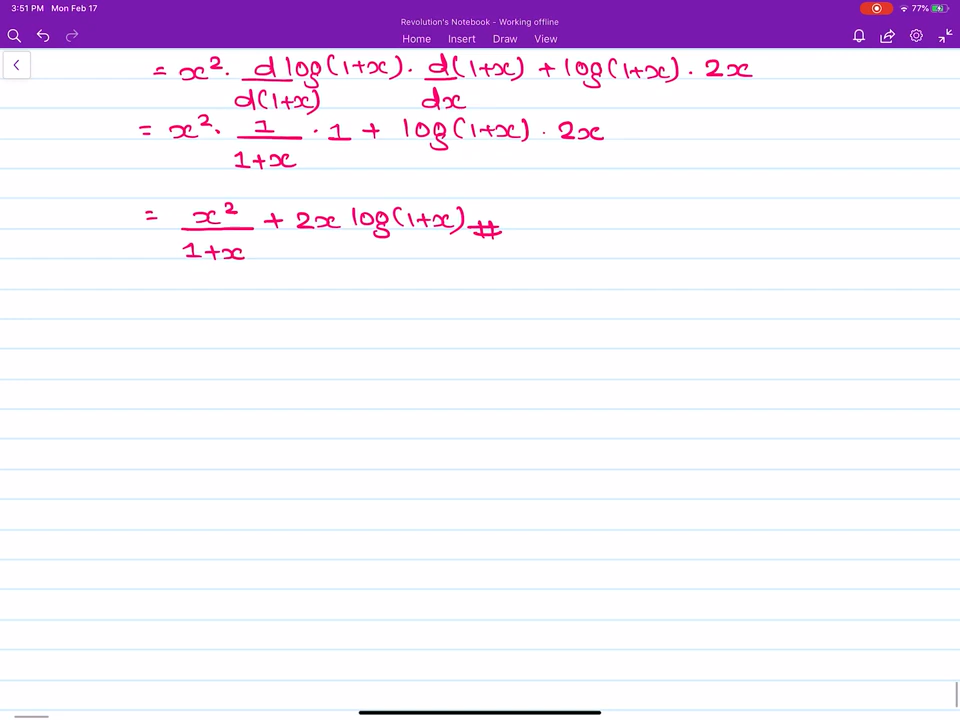 3:51 PM Mon Feb 17 77%
Revolution's Notebook - Working offline
Home Insert Draw View
= x². d log(1+x)/d(1+x) . d(1+x)/dx + log(1+x) . 2x
= x². 1/1+x . 1 + log(1+x) . 2x
= x²/1+x + 2x log(1+x) #